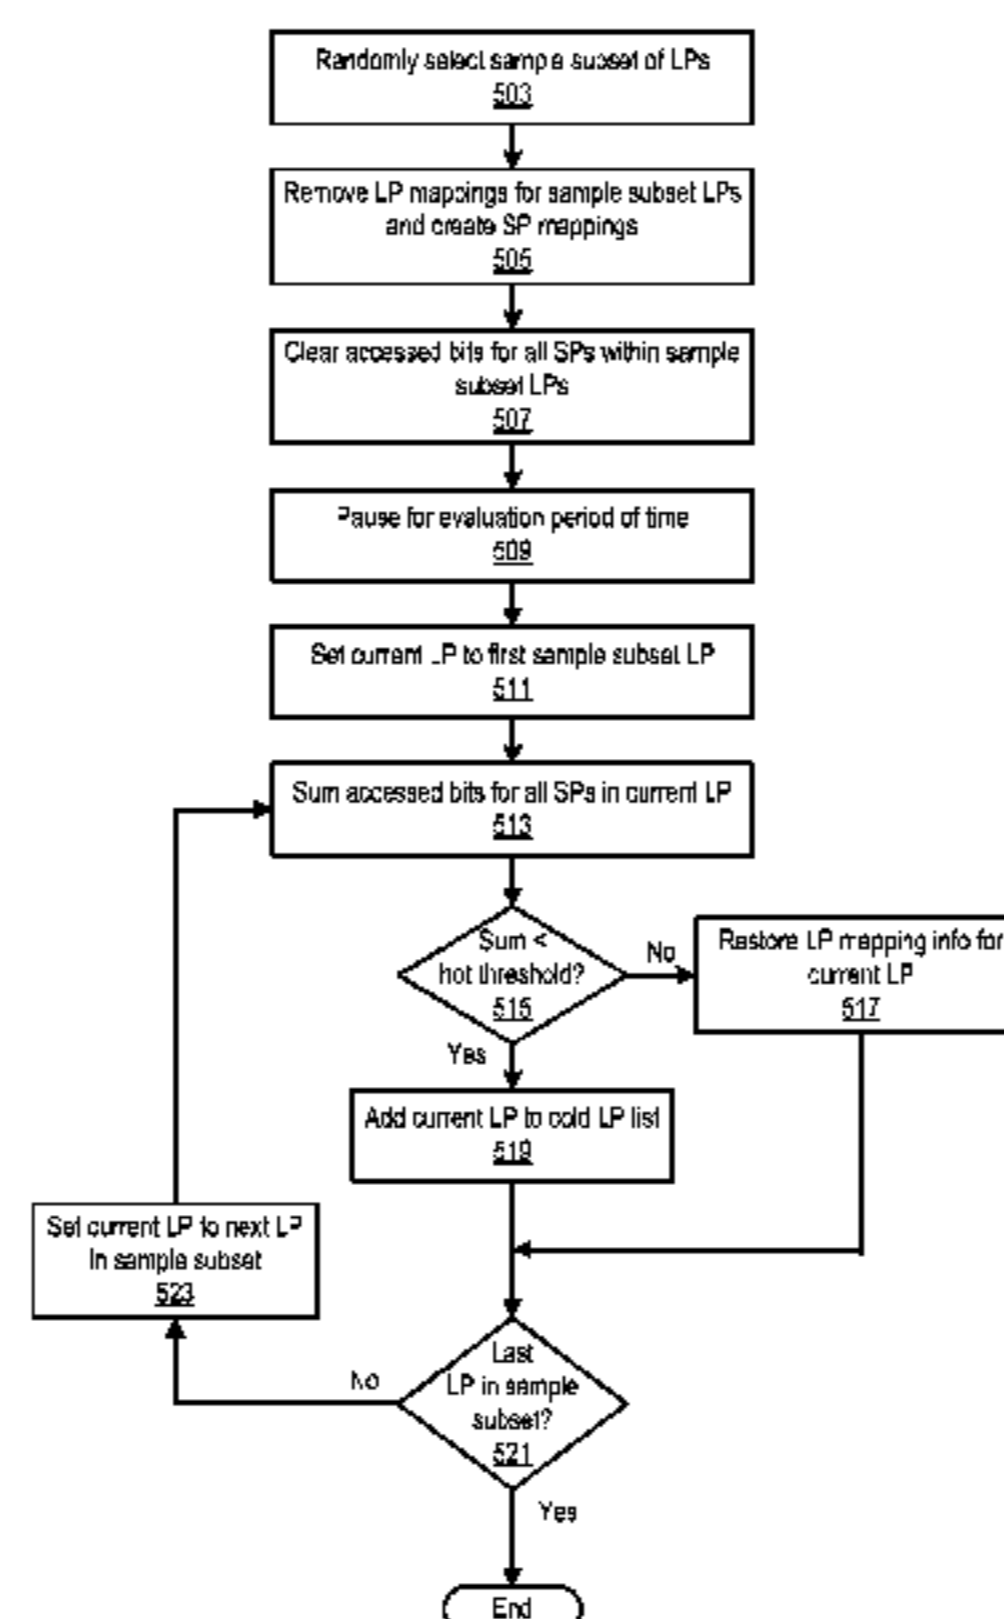 Randomly select sample subset of LPs
503
Remove LP mappings for sample subset LPs
and create SP mappings
505
Clear accessed bits for all SPs within sample
subset LPs
507
Pause for evaluation period of time
509
Set current LP to first sample subset LP
511
Sum accessed bits for all SPs in current LP
513
Sum <
hot threshold?
515
No
Restore LP mapping info for
current LP
517
Yes
Add current LP to cold LP list
519
Set current LP to next LP
in sample subset
523
Last
LP in sample
subset?
521
No
Yes
End